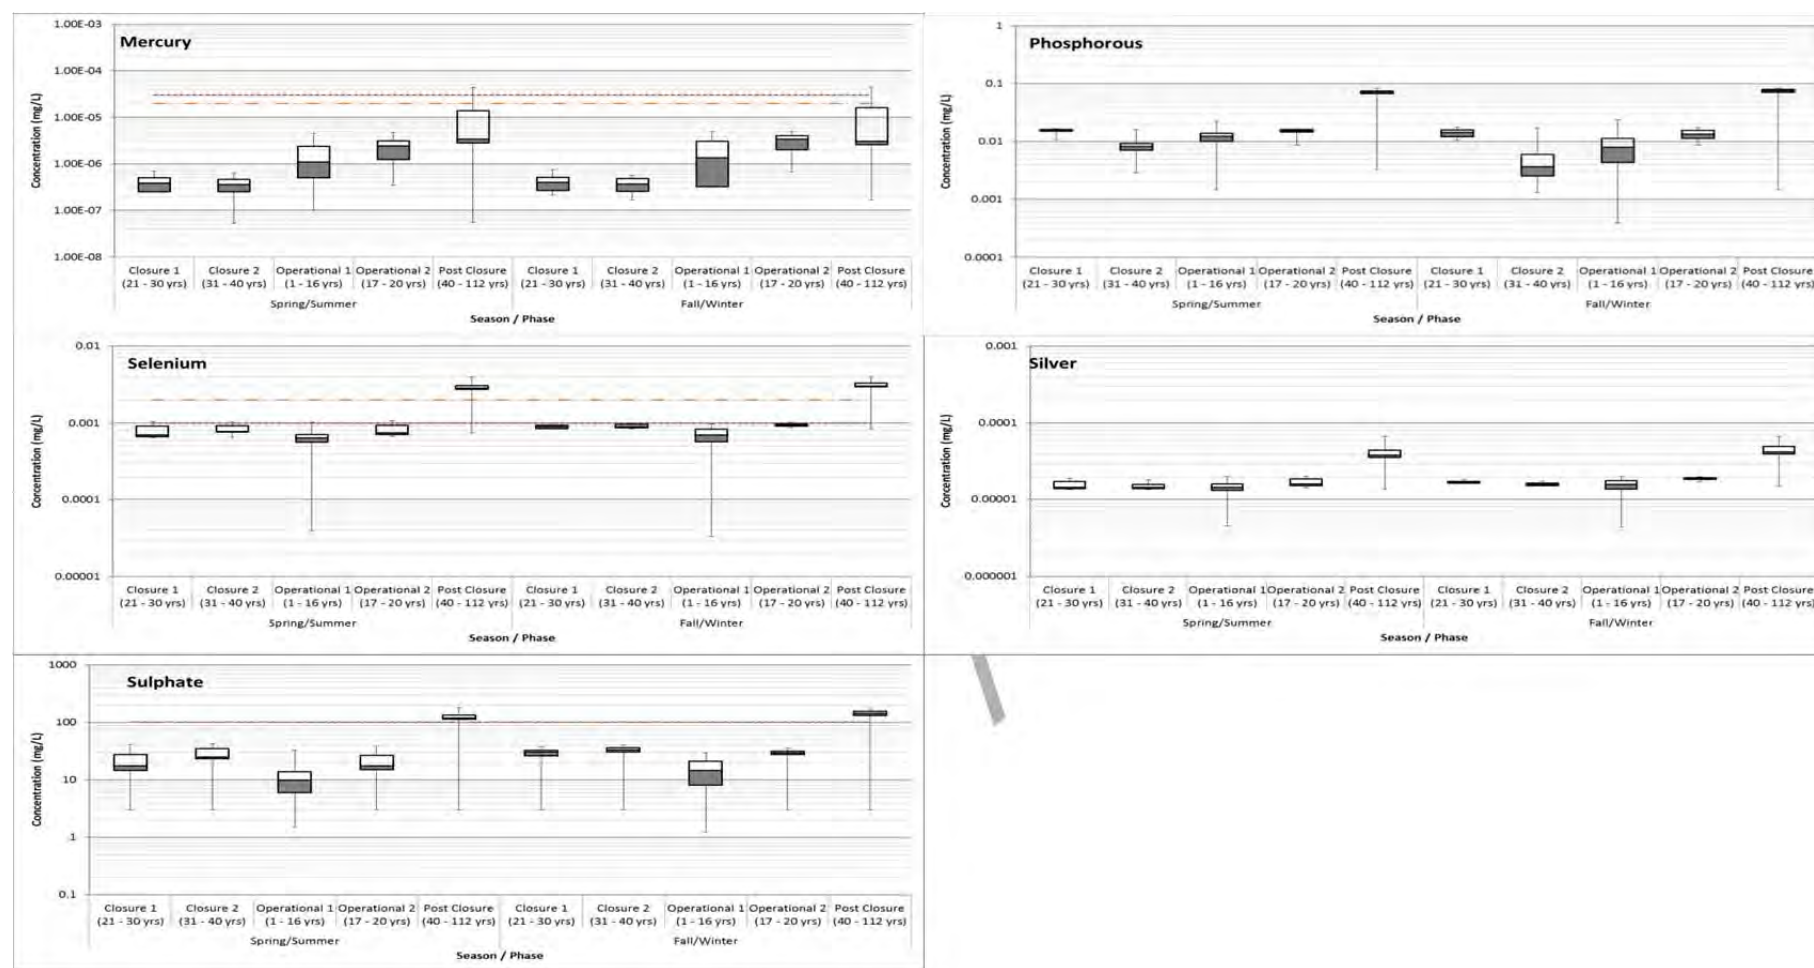 Mercury
Concentration (mg/L)
1.00E-03
1.00E-04
1.00E-05
1.00E-06
1.00E-07
1.00E-08
Closure 1 Closure 2 Operational 1 Operational 2 Post Closure Closure 1 Closure 2 Operational 1 Operational 2 Post Closure
(21 - 30 yrs) (31 - 40 yrs) (1 - 16 yrs) (17 - 20 yrs) (40 - 112 yrs) (21 - 30 yrs) (31 - 40 yrs) (1 - 16 yrs) (17 - 20 yrs) (40 - 112 yrs)
Spring/Summer Fall/Winter
Season / Phase
Phosphorous
Concentration (mg/L)
1
0.1
0.01
0.001
0.0001
Closure 1 Closure 2 Operational 1 Operational 2 Post Closure Closure 1 Closure 2 Operational 1 Operational 2 Post Closure
(21 - 30 yrs) (31 - 40 yrs) (1 - 16 yrs) (17 - 20 yrs) (40 - 112 yrs) (21 - 30 yrs) (31 - 40 yrs) (1 - 16 yrs) (17 - 20 yrs) (40 - 112 yrs)
Spring/Summer Fall/Winter
Season / Phase
Selenium
Concentration (mg/L)
0.01
0.001
0.0001
0.00001
Closure 1 Closure 2 Operational 1 Operational 2 Post Closure Closure 1 Closure 2 Operational 1 Operational 2 Post Closure
(21 - 30 yrs) (31 - 40 yrs) (1 - 16 yrs) (17 - 20 yrs) (40 - 112 yrs) (21 - 30 yrs) (31 - 40 yrs) (1 - 16 yrs) (17 - 20 yrs) (40 - 112 yrs)
Spring/Summer Fall/Winter
Season / Phase
Silver
Concentration (mg/L)
0.001
0.0001
0.00001
0.000001
Closure 1 Closure 2 Operational 1 Operational 2 Post Closure Closure 1 Closure 2 Operational 1 Operational 2 Post Closure
(21 - 30 yrs) (31 - 40 yrs) (1 - 16 yrs) (17 - 20 yrs) (40 - 112 yrs) (21 - 30 yrs) (31 - 40 yrs) (1 - 16 yrs) (17 - 20 yrs) (40 - 112 yrs)
Spring/Summer Fall/Winter
Season / Phase
Sulphate
Concentration (mg/L)
1000
100
10
1
0.1
Closure 1 Closure 2 Operational 1 Operational 2 Post Closure Closure 1 Closure 2 Operational 1 Operational 2 Post Closure
(21 - 30 yrs) (31 - 40 yrs) (1 - 16 yrs) (17 - 20 yrs) (40 - 112 yrs) (21 - 30 yrs) (31 - 40 yrs) (1 - 16 yrs) (17 - 20 yrs) (40 - 112 yrs)
Spring/Summer Fall/Winter
Season / Phase